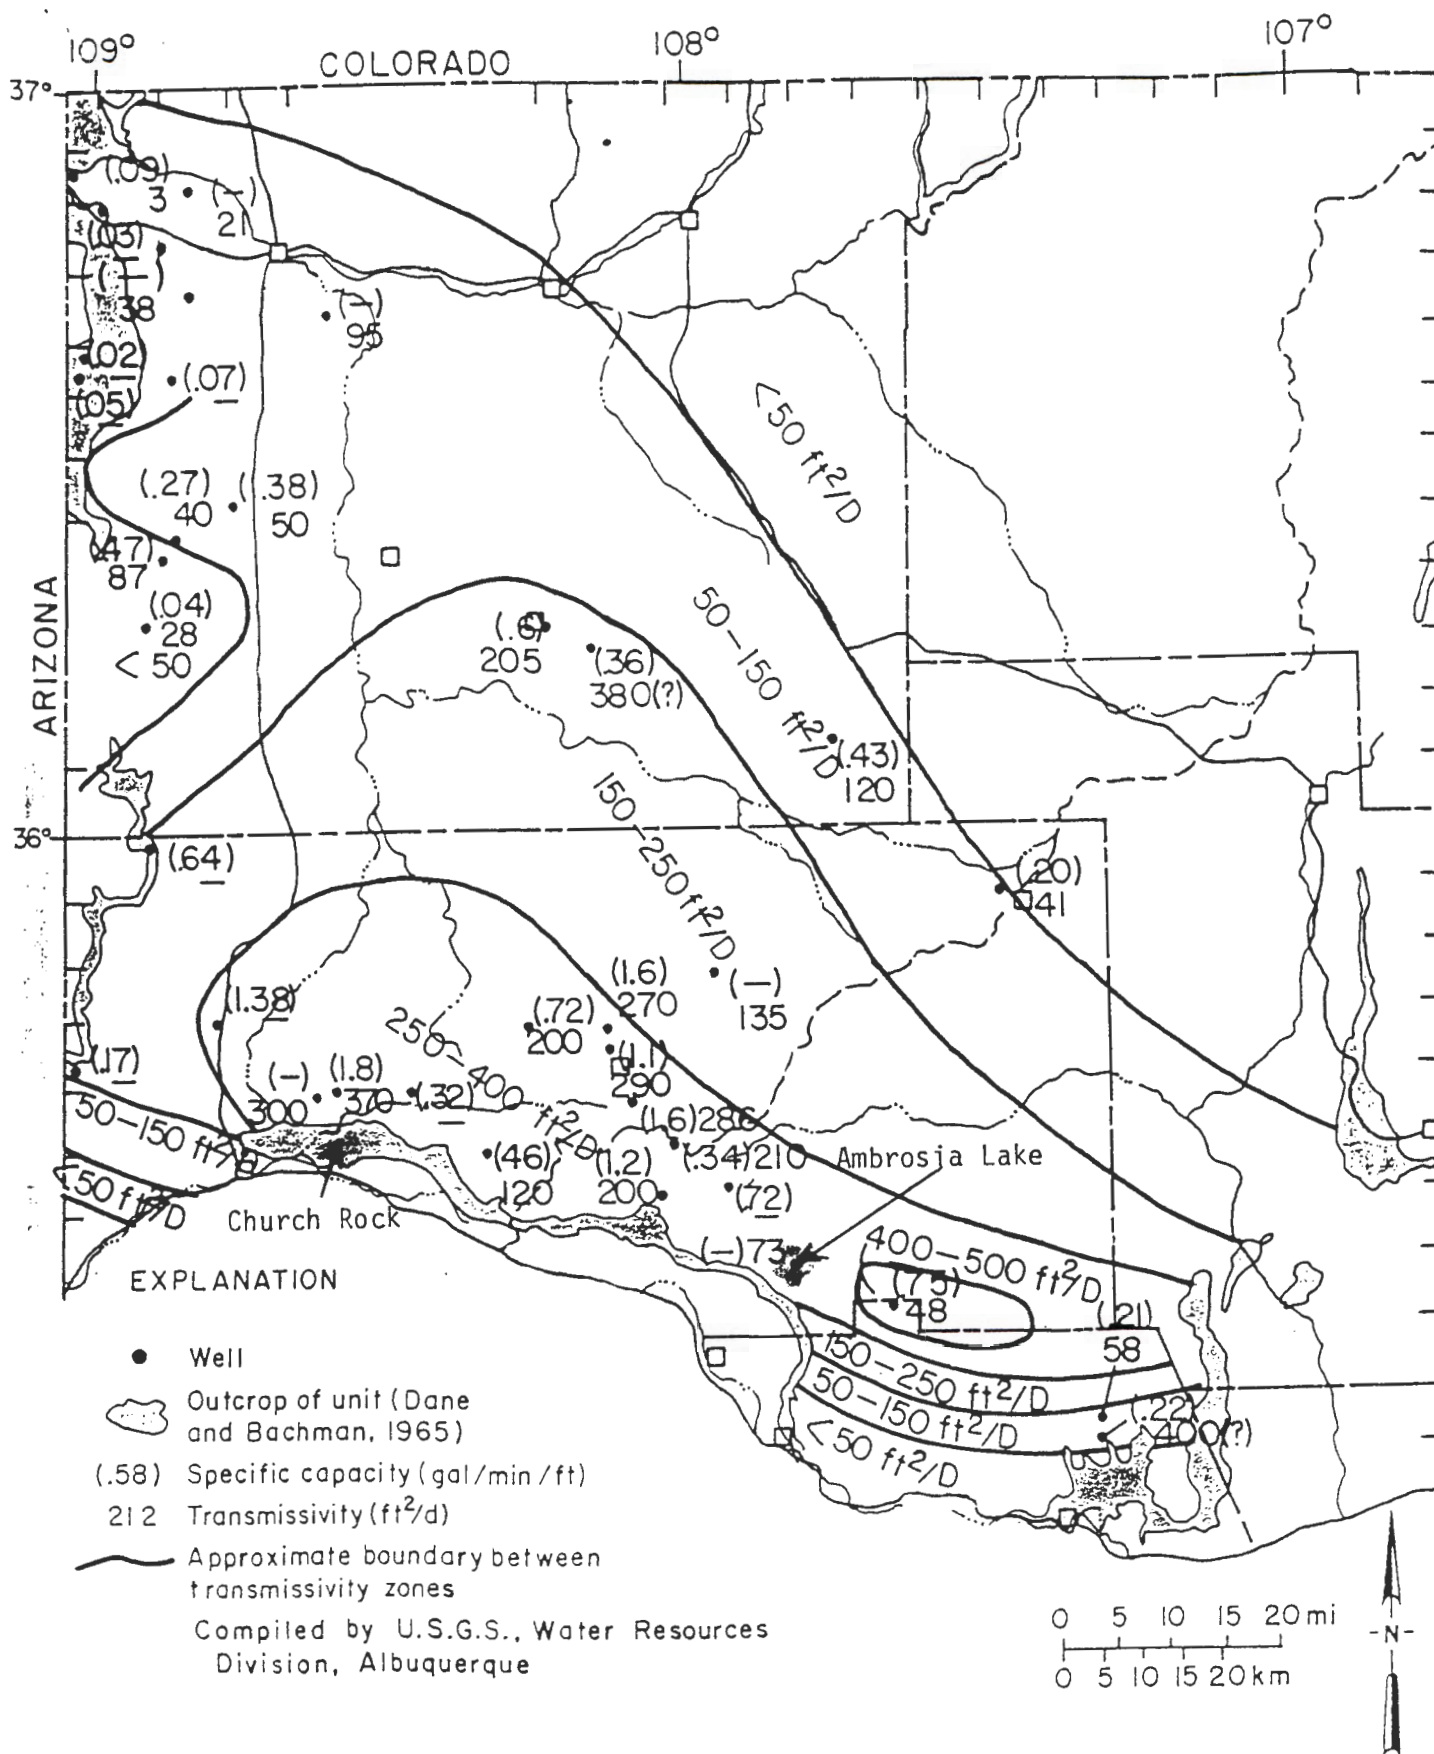 109°
108°
107°
COLORADO
37°
(.09)
3
(—)
21
(.03)
(—)
38
(—)
95
(.02
(.05)
(.07)
<50 ft²/D
(.27)
40
(.38)
50
(.47)
87
ARIZONA
(.04)
28
<50
(.6)
205
(.36)
380(?)
50–150 ft²/D
(.43)
120
150–250 ft²/D
36°
(.64)
(.20)
41
(1.38)
(.72)
200
(1.6)
270
(—)
135
250–400 ft²/D
(1.1)
290
(.17)
(—)
300
(1.8)
370
(.32)
50–150 ft²/D
(1.6)286
(.46)
120
(1.2)
200
(.34)210
Ambrosia Lake
<50 ft²/D
(.72)
Church Rock
(—)73
400–500 ft²/D
(.75)
48
(.21)
58
150–250 ft²/D
50–150 ft²/D
(.22)
400(?)
<50 ft²/D
EXPLANATION
Well
Outcrop of unit (Dane
and Bachman, 1965)
(.58) Specific capacity (gal/min/ft)
212 Transmissivity (ft²/d)
Approximate boundary between
transmissivity zones
Compiled by U.S.G.S., Water Resources
Division, Albuquerque
0 5 10 15 20 mi
0 5 10 15 20 km
-N-